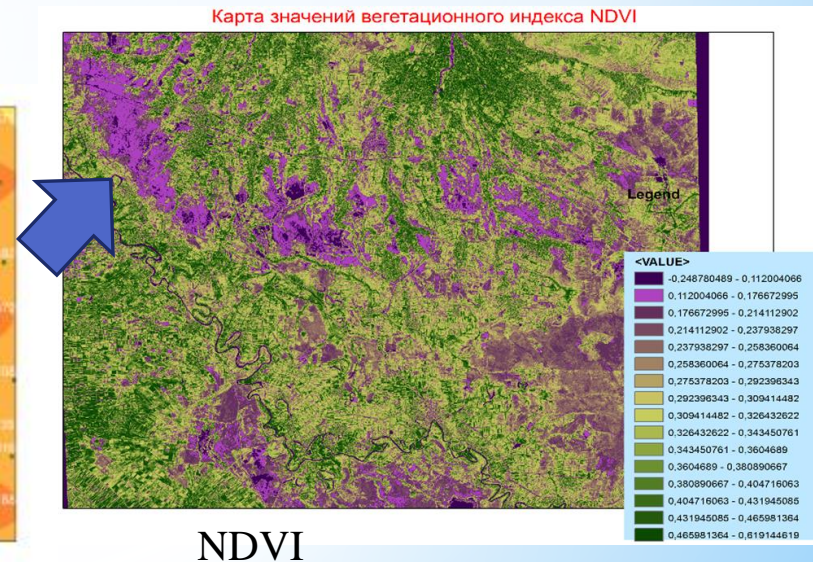 Карта значений вегетационного индекса NDVI
Legend
<VALUE>
-0,248780489 - 0,112004066
0,112004066 - 0,176672995
0,176672995 - 0,214112902
0,214112902 - 0,237938297
0,237938297 - 0,258360064
0,258360064 - 0,275378203
0,275378203 - 0,292396343
0,292396343 - 0,309414482
0,309414482 - 0,326432622
0,326432622 - 0,343450761
0,343450761 - 0,3604689
0,3604689 - 0,380890667
0,380890667 - 0,404716063
0,404716063 - 0,431945085
0,431945085 - 0,465981364
0,465981364 - 0,619144619
NDVI